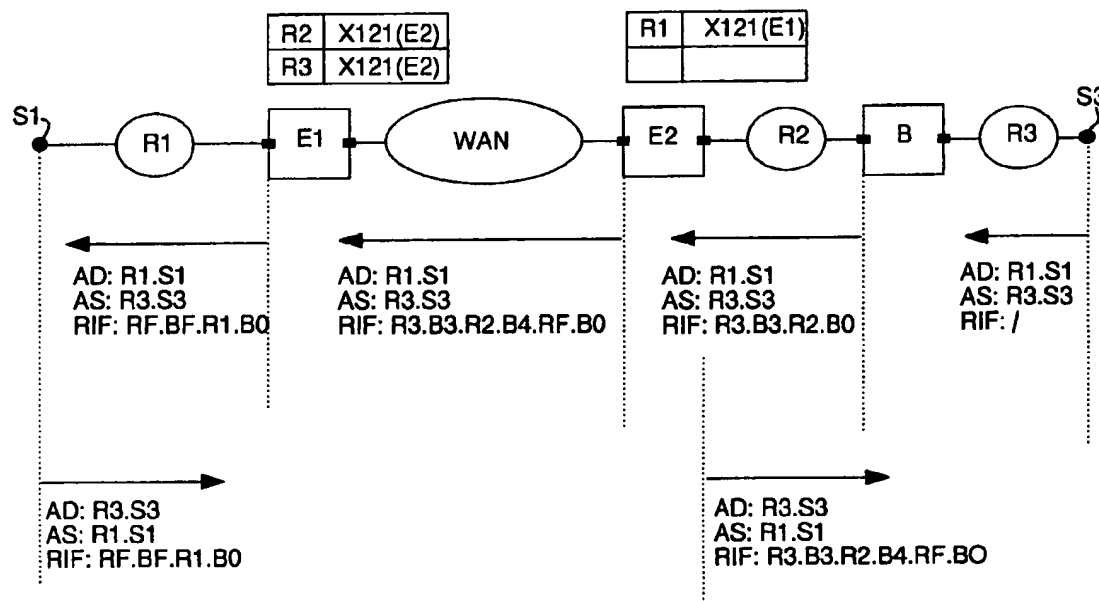 R2 X121(E2)
R3 X121(E2)
R1 X121(E1)
S1
R1
E1
WAN
E2
R2
B
R3
S3
AD: R1.S1
AS: R3.S3
RIF: RF.BF.R1.B0
AD: R1.S1
AS: R3.S3
RIF: R3.B3.R2.B4.RF.B0
AD: R1.S1
AS: R3.S3
RIF: R3.B3.R2.B0
AD: R1.S1
AS: R3.S3
RIF: /
AD: R3.S3
AS: R1.S1
RIF: RF.BF.R1.B0
AD: R3.S3
AS: R1.S1
RIF: R3.B3.R2.B4.RF.BO